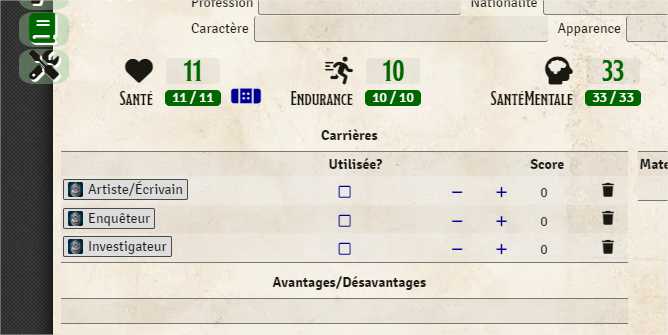 Profession Nationalité
Caractère Apparence
11 10 33
Santé 11 / 11 Endurance 10 / 10 SantéMentale 33 / 33
Carrières
Utilisée? Score
Artiste/Écrivain − + 0
Enquêteur − + 0
Investigateur − + 0
Avantages/Désavantages